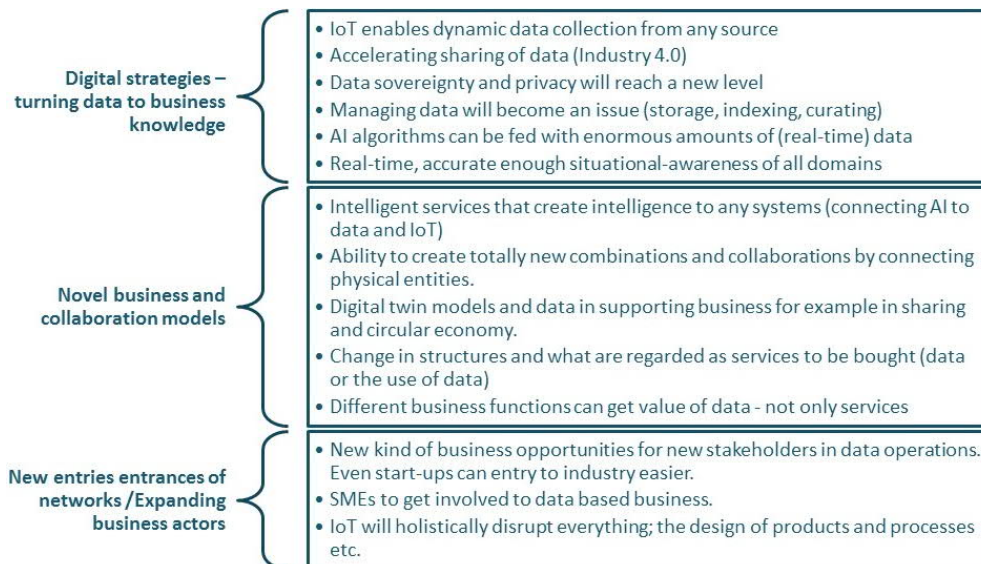 Digital strategies –
turning data to business
knowledge
• IoT enables dynamic data collection from any source
• Accelerating sharing of data (Industry 4.0)
• Data sovereignty and privacy will reach a new level
• Managing data will become an issue (storage, indexing, curating)
• AI algorithms can be fed with enormous amounts of (real-time) data
• Real-time, accurate enough situational-awareness of all domains
Novel business and
collaboration models
• Intelligent services that create intelligence to any systems (connecting AI to
data and IoT)
• Ability to create totally new combinations and collaborations by connecting
physical entities.
• Digital twin models and data in supporting business for example in sharing
and circular economy.
• Change in structures and what are regarded as services to be bought (data
or the use of data)
• Different business functions can get value of data - not only services
New entries entrances of
networks /Expanding
business actors
• New kind of business opportunities for new stakeholders in data operations.
Even start-ups can entry to industry easier.
• SMEs to get involved to data based business.
• IoT will holistically disrupt everything; the design of products and processes
etc.